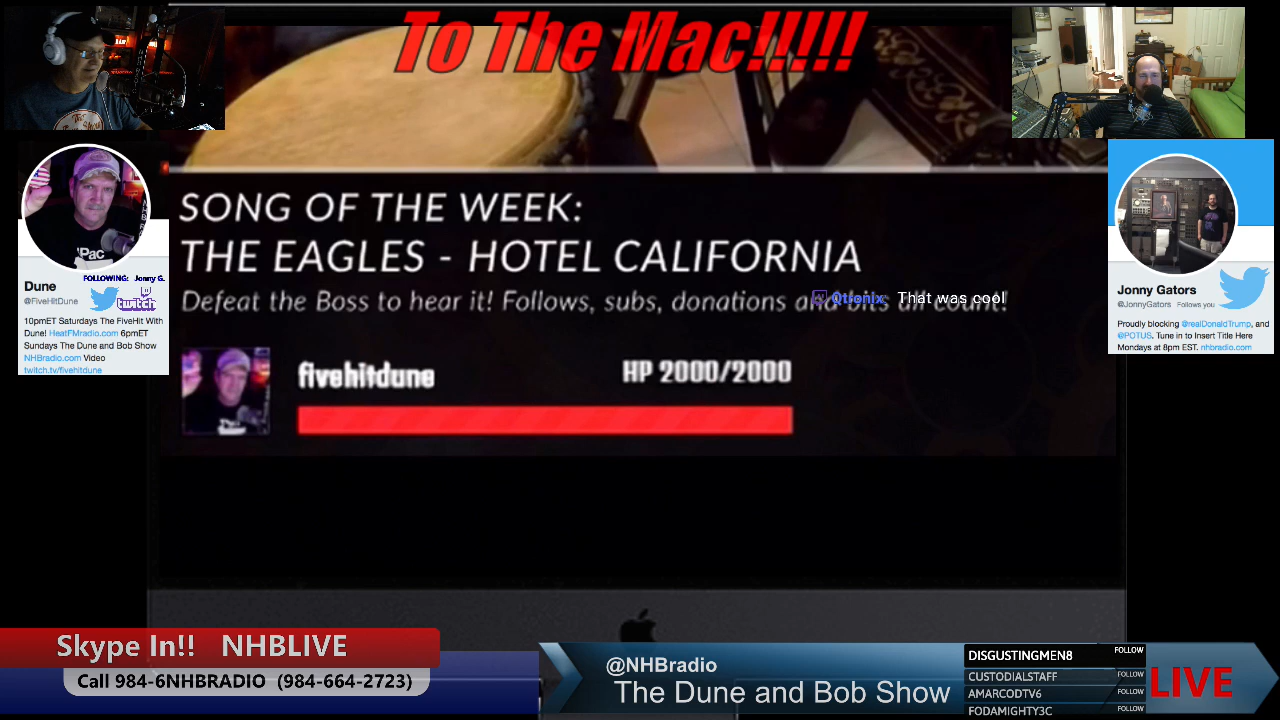 To The Mac!!!!!
SONG OF THE WEEK:
THE EAGLES - HOTEL CALIFORNIA
Defeat the Boss to hear it! Follows, subs, donations and bits all count!
Qtronix That was cool
fivehitdune
HP 2000/2000
FOLLOWING: Jonny G.
Dune
@FiveHitDune
twitch
10pmET Saturdays The FiveHit With
Dune! HeatFMradio.com 6pmET
Sundays The Dune and Bob Show
NHBradio.com Video
twitch.tv/fivehitdune
Jonny Gators
@JonnyGators Follows you
Proudly blocking @realDonaldTrump, and
@POTUS. Tune in to Insert Title Here
Mondays at 8pm EST. nhbradio.com
Skype In!! NHBLIVE
Call 984-6NHBRADIO (984-664-2723)
@NHBradio
The Dune and Bob Show
DISGUSTINGMEN8 FOLLOW
CUSTODIALSTAFF FOLLOW
AMARCODTV6 FOLLOW
FODAMIGHTY3C FOLLOW
LIVE